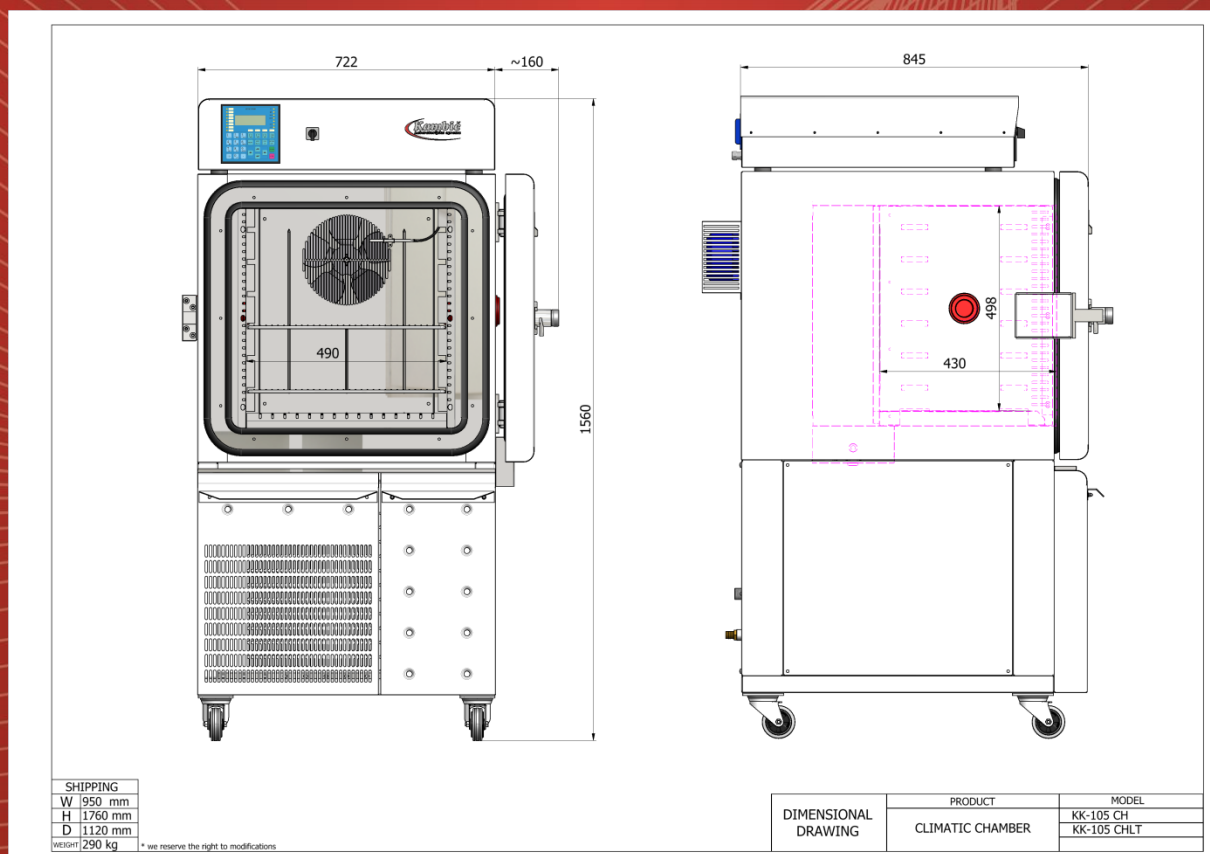 722
~160
845
Kambič
490
1560
498
430
SHIPPING
W 950 mm
H 1760 mm
D 1120 mm
WEIGHT 290 kg
* we reserve the right to modifications
DIMENSIONAL
DRAWING
PRODUCT
CLIMATIC CHAMBER
MODEL
KK-105 CH
KK-105 CHLT